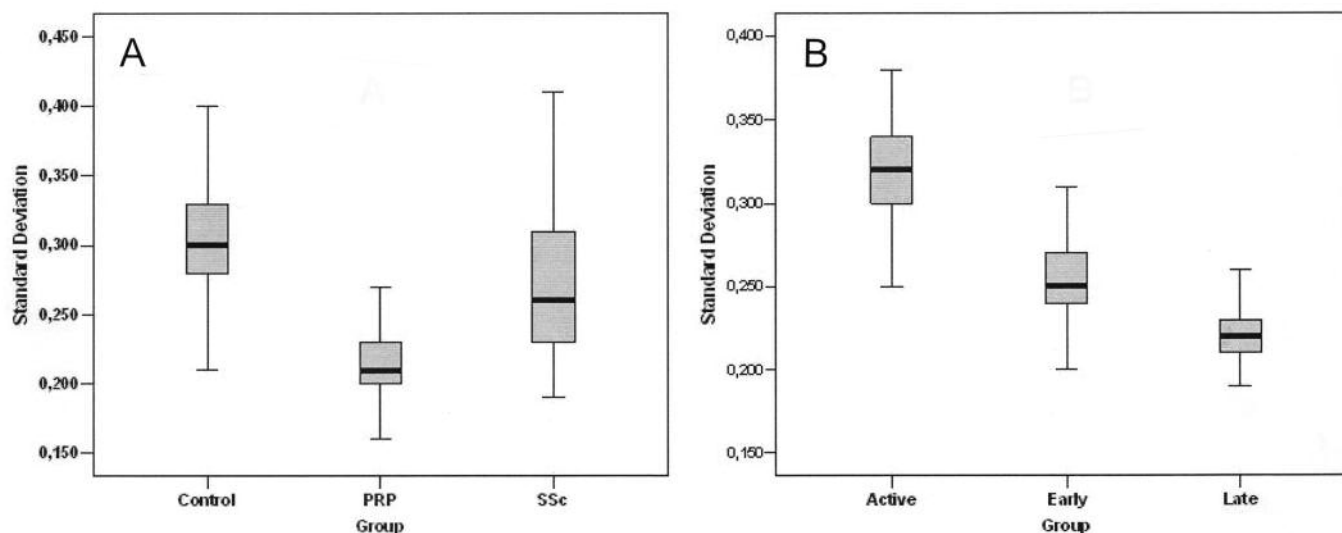 A
0,450
0,400
0,350
0,300
0,250
0,200
0,150
Standard Deviation
Control PRP SSc
Group
B
0,400
0,350
0,300
0,250
0,200
0,150
Standard Deviation
Active Early Late
Group